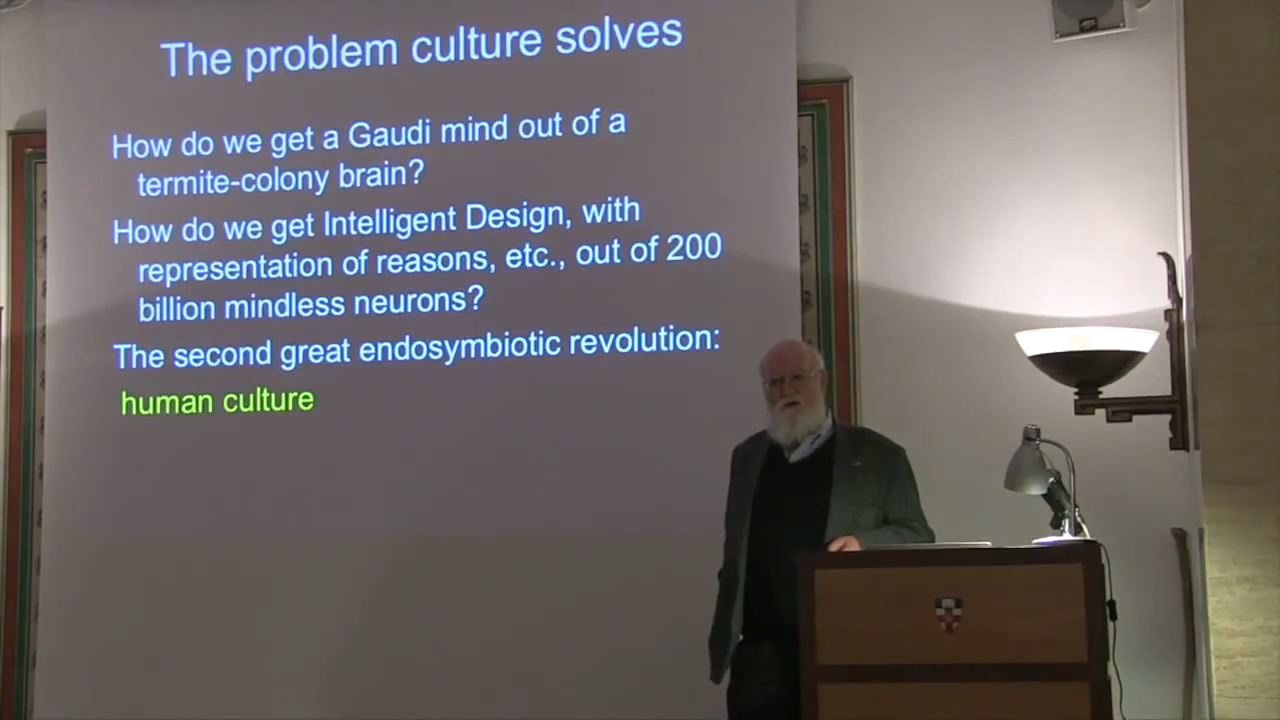 The problem culture solves
How do we get a Gaudi mind out of a
termite-colony brain?
How do we get Intelligent Design, with
representation of reasons, etc., out of 200
billion mindless neurons?
The second great endosymbiotic revolution:
human culture